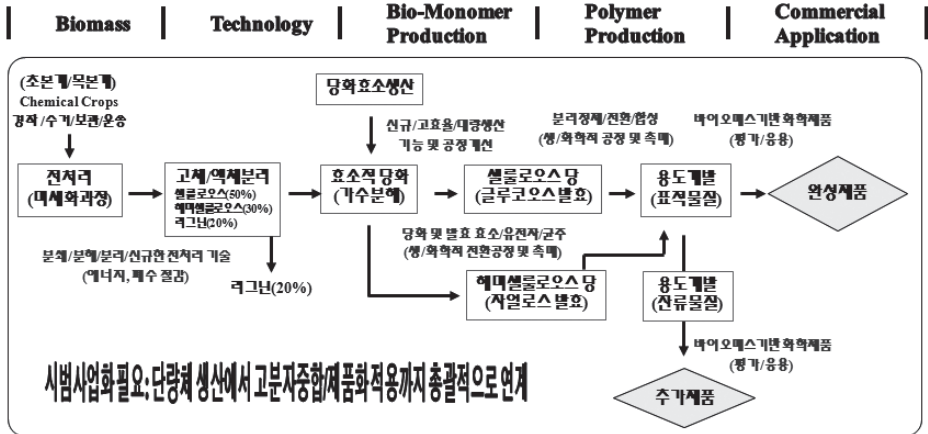 Biomass
Technology
Bio-Monomer
Production
Polymer
Production
Commercial
Application
(초본계/목본계)
Chemical Crops
경작/수거/보관/운송
당화효소생산
신규/고효율/대량생산
기능 및 공정개선
분리정제/전환/합성
(생/화학적 공정 및 촉매)
바이오매스기반 화학제품
(평가/응용)
전처리
(미세화과정)
고체/액체분리
셀룰로오스(50%)
헤미셀룰로오스(30%)
리그닌(20%)
효소적 당화
(가수분해)
셀룰로오스 당
(글루코오스 발효)
용도개발
(표적물질)
완성제품
분쇄/분해/분리/신규한 전처리 기술
(에너지, 폐수 절감)
리그닌(20%)
당화 및 발효 효소/유전자/균주
(생/화학적 전환공정 및 촉매)
헤미셀룰로오스 당
(자일로스 발효)
용도개발
(잔류물질)
바이오매스기반 화학제품
(평가/응용)
추가제품
시범사업화 필요: 단량체 생산에서 고분자중합/제품화 적용까지 총괄적으로 연계